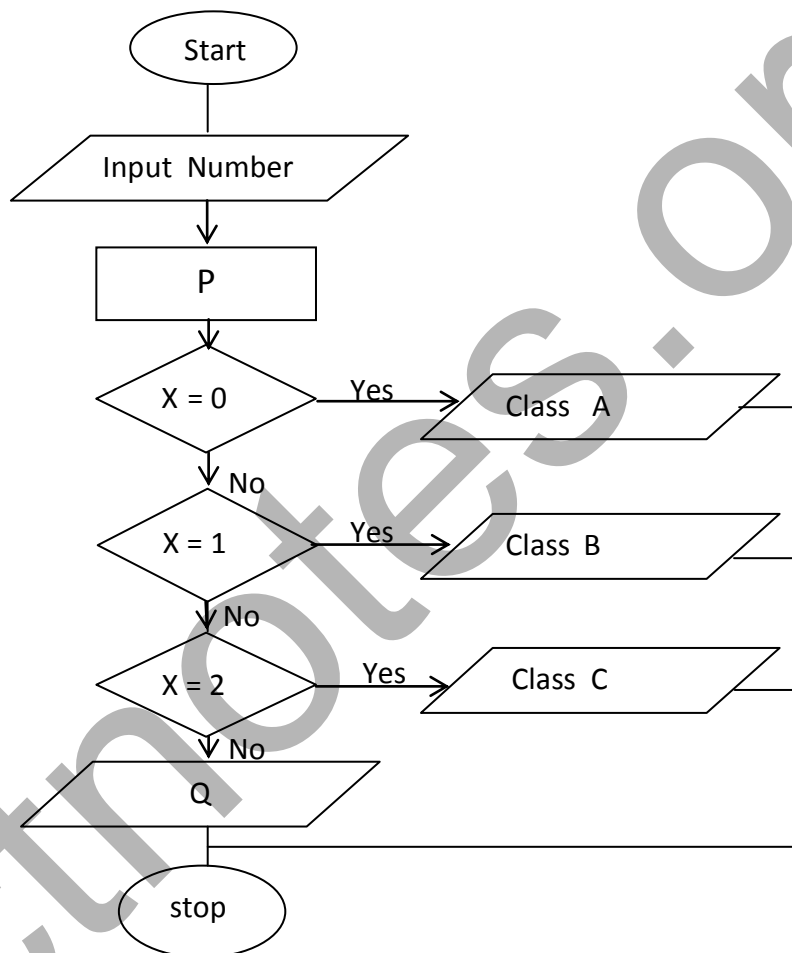 Start
Input Number
P
X = 0
Yes
Class A
No
X = 1
Yes
Class B
No
X = 2
Yes
Class C
No
Q
stop